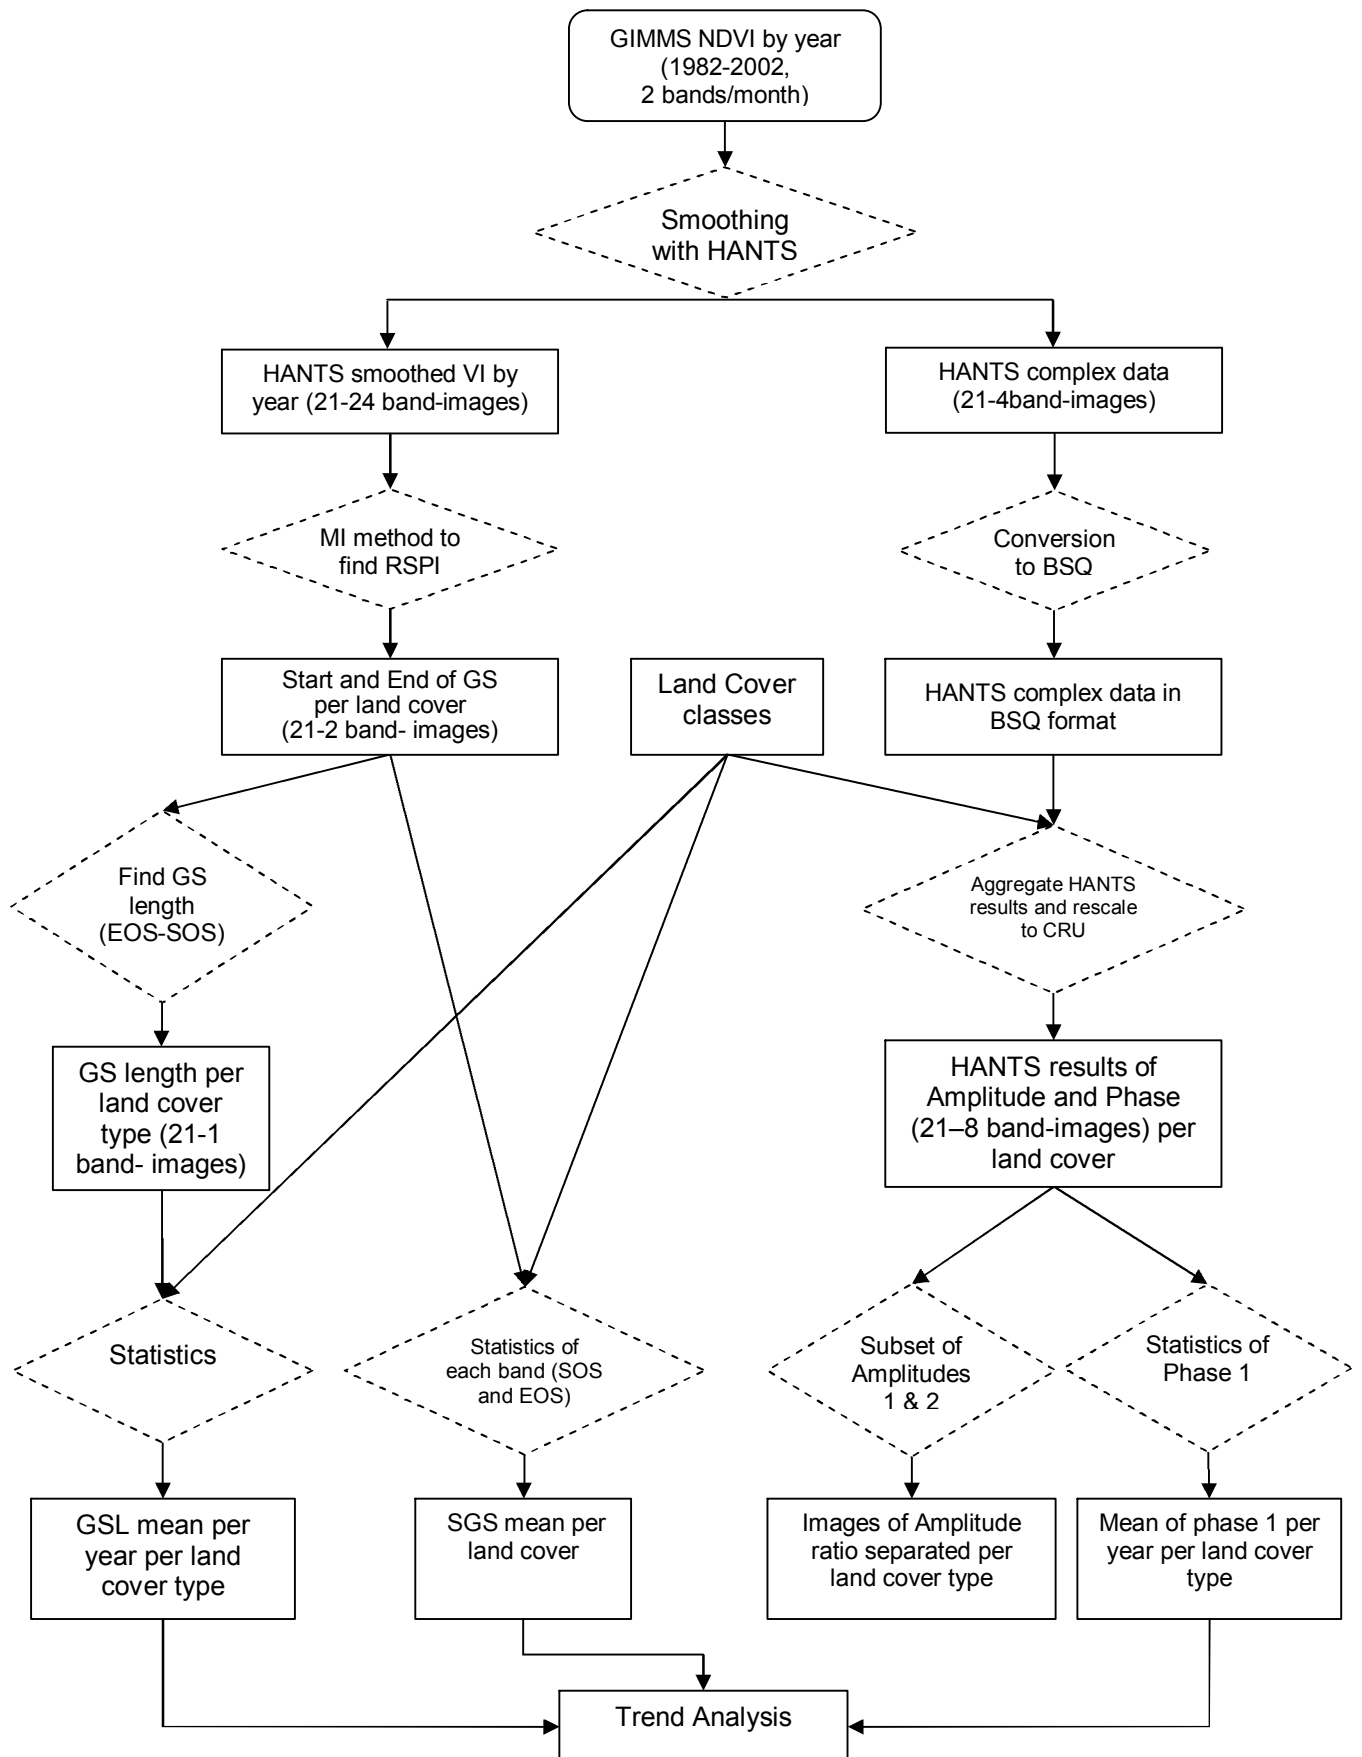 GIMMS NDVI by year
(1982-2002,
2 bands/month)
Smoothing
with HANTS
HANTS smoothed VI by
year (21-24 band-images)
HANTS complex data
(21-4band-images)
MI method to
find RSPI
Conversion
to BSQ
Start and End of GS
per land cover
(21-2 band- images)
Land Cover
classes
HANTS complex data in
BSQ format
Find GS
length
(EOS-SOS)
Aggregate HANTS
results and rescale
to CRU
GS length per
land cover
type (21-1
band- images)
HANTS results of
Amplitude and Phase
(21–8 band-images) per
land cover
Statistics
Statistics of
each band (SOS
and EOS)
Subset of
Amplitudes
1 & 2
Statistics of
Phase 1
GSL mean per
year per land
cover type
SGS mean per
land cover
Images of Amplitude
ratio separated per
land cover type
Mean of phase 1 per
year per land cover
type
Trend Analysis